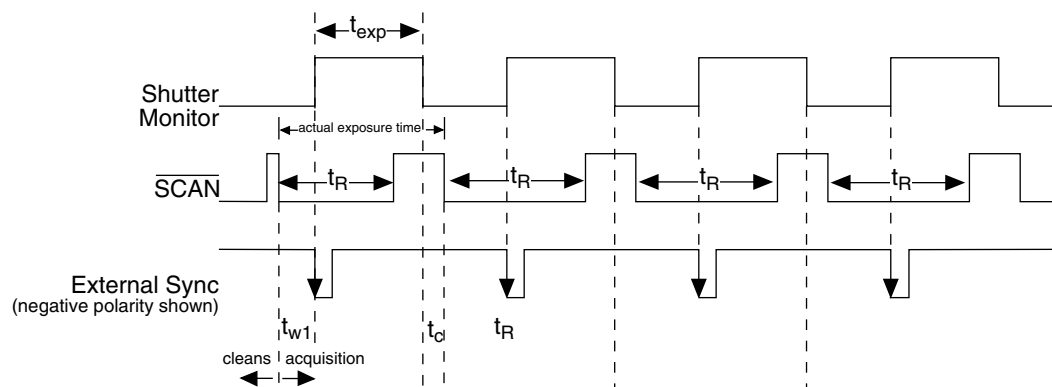 t_exp
Shutter
Monitor
actual exposure time
SCAN
t_R
t_R
t_R
t_R
External Sync
(negative polarity shown)
t_w1
t_c
t_R
cleans
acquisition